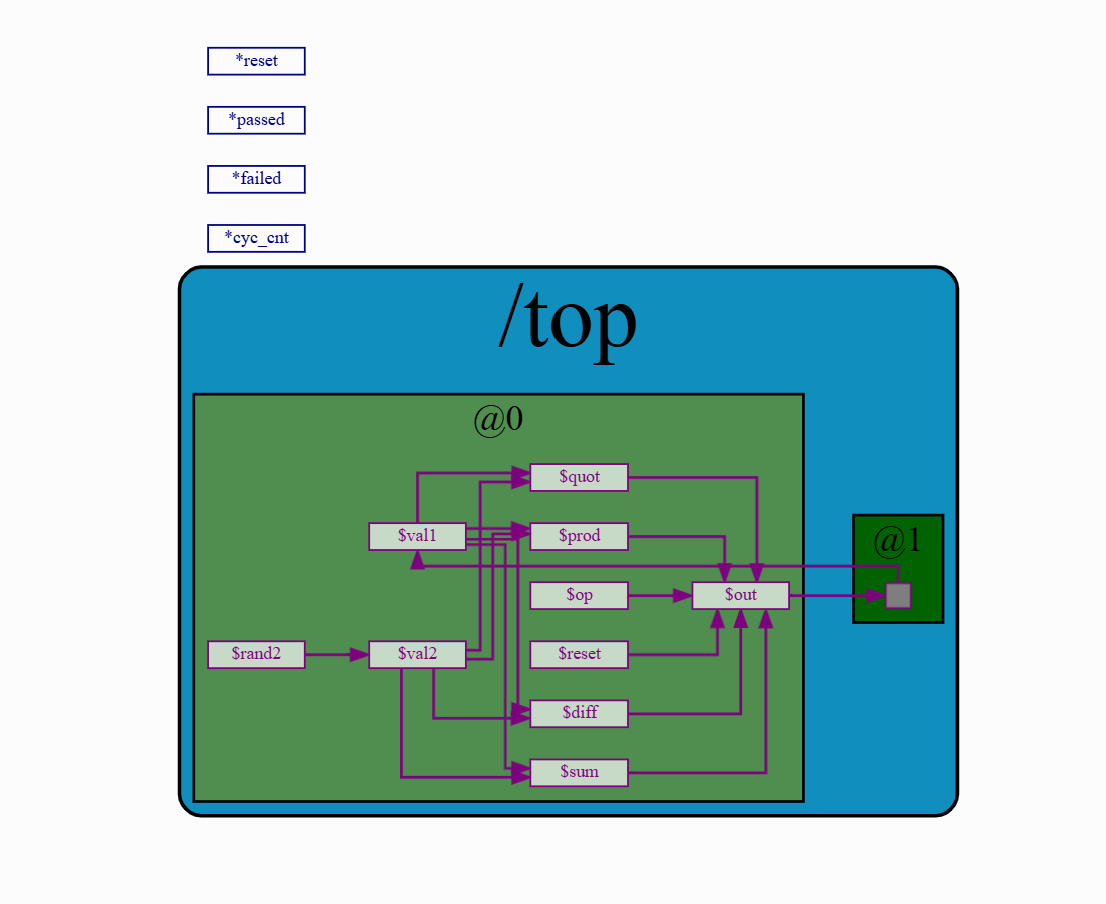 *reset
*passed
*failed
*cyc_cnt
/top
@0
$quot
$val1
$prod
@1
$op
$out
$rand2
$val2
$reset
$diff
$sum